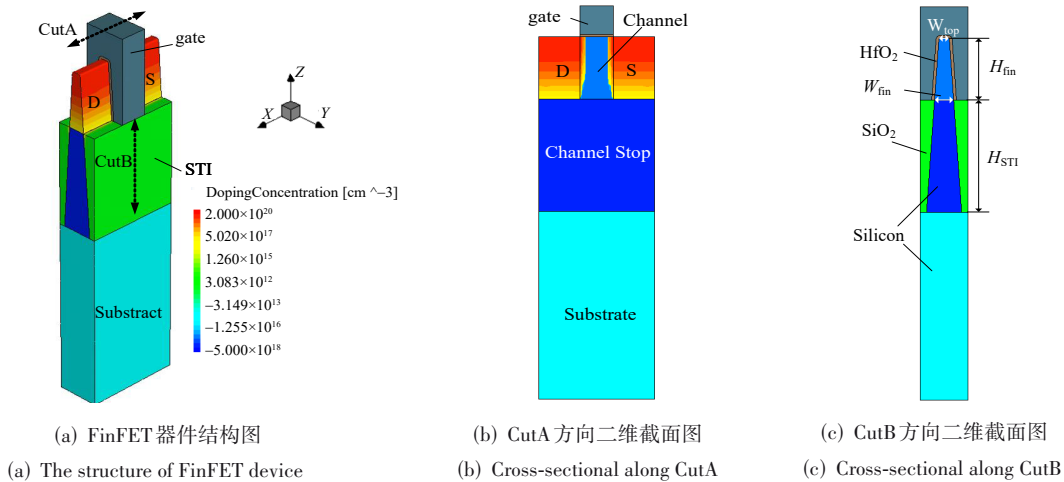 CutA
gate
Z
X
Y
D
S
CutB
STI
Substract
DopingConcentration [cm ^−3]
2.000×10²⁰
5.020×10¹⁷
1.260×10¹⁵
3.083×10¹²
−3.149×10¹³
−1.255×10¹⁶
−5.000×10¹⁸
(a) FinFET器件结构图
(a) The structure of FinFET device
gate
Channel
D
S
Channel Stop
Substrate
(b) CutA方向二维截面图
(b) Cross-sectional along CutA
W_top
HfO₂
H_fin
W_fin
SiO₂
H_STI
Silicon
(c) CutB方向二维截面图
(c) Cross-sectional along CutB